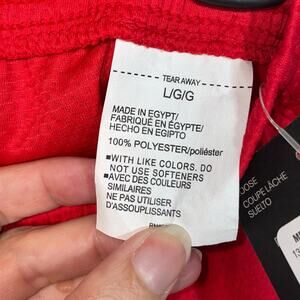 TEAR AWAY
L/G/G
MADE IN EGYPT/
FABRIQUÉ EN ÉGYPTE/
HECHO EN EGIPTO
100% POLYESTER/poliéster
■WITH LIKE COLORS. DO
NOT USE SOFTENERS
■AVEC DES COULEURS
SIMILAIRES
NE PAS UTILISER
D'ASSOUPLISSANTS
COUPE LÂCHE
SUELTO